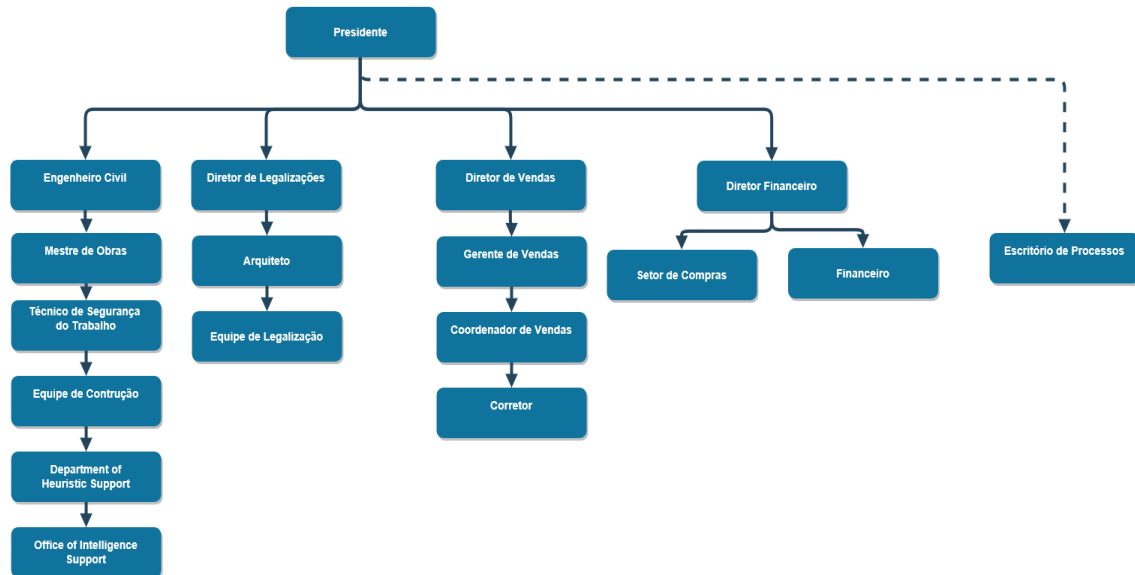 Presidente
Engenheiro Civil
Diretor de Legalizações
Diretor de Vendas
Diretor Financeiro
Mestre de Obras
Arquiteto
Gerente de Vendas
Setor de Compras
Financeiro
Escritório de Processos
Técnico de Segurança
do Trabalho
Equipe de Legalização
Coordenador de Vendas
Equipe de Contrução
Corretor
Department of
Heuristic Support
Office of Intelligence
Support